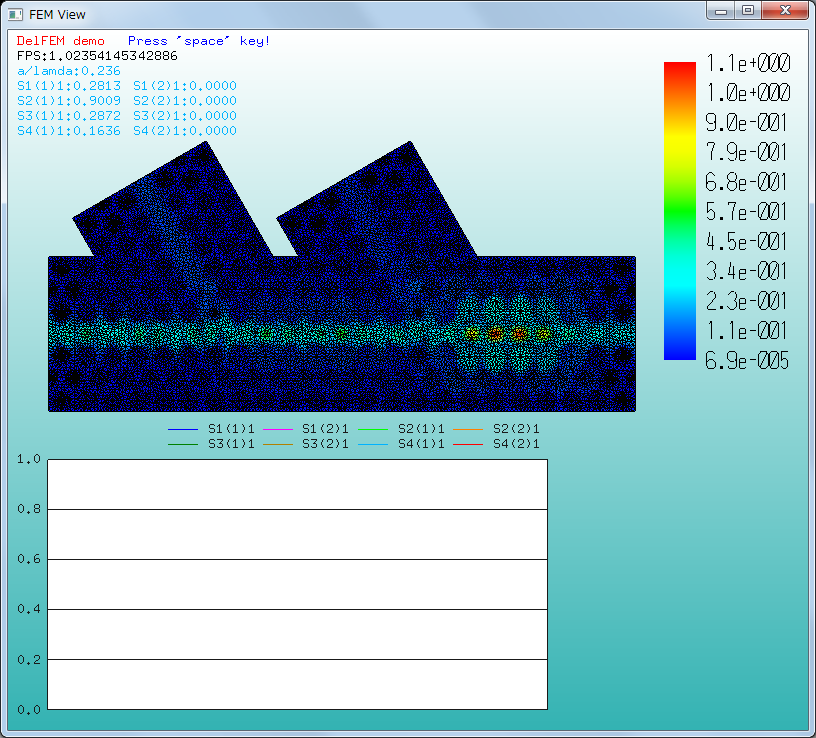 FEM View
DelFEM demo Press "space" key!
FPS:1.02354145342886
a/lamda:0.236
S1(1)1:0.2813 S1(2)1:0.0000
S2(1)1:0.9009 S2(2)1:0.0000
S3(1)1:0.2872 S3(2)1:0.0000
S4(1)1:0.1636 S4(2)1:0.0000
1.1e+000
1.0e+000
9.0e-001
7.9e-001
6.8e-001
5.7e-001
4.5e-001
3.4e-001
2.3e-001
1.1e-001
6.9e-005
S1(1)1 S1(2)1 S2(1)1 S2(2)1
S3(1)1 S3(2)1 S4(1)1 S4(2)1
1.0
0.8
0.6
0.4
0.2
0.0